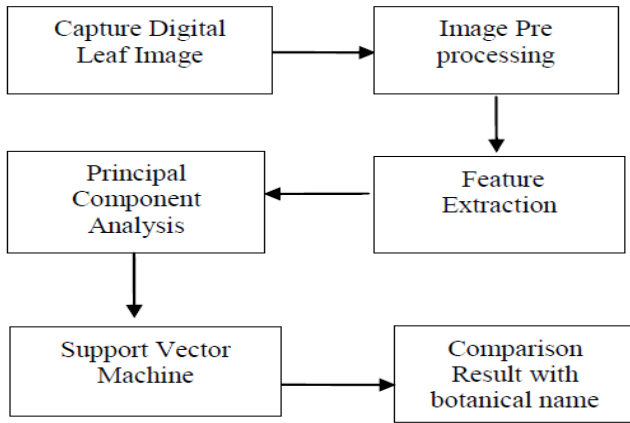 Capture Digital
Leaf Image
Image Pre
processing
Feature
Extraction
Principal
Component
Analysis
Support Vector
Machine
Comparison
Result with
botanical name